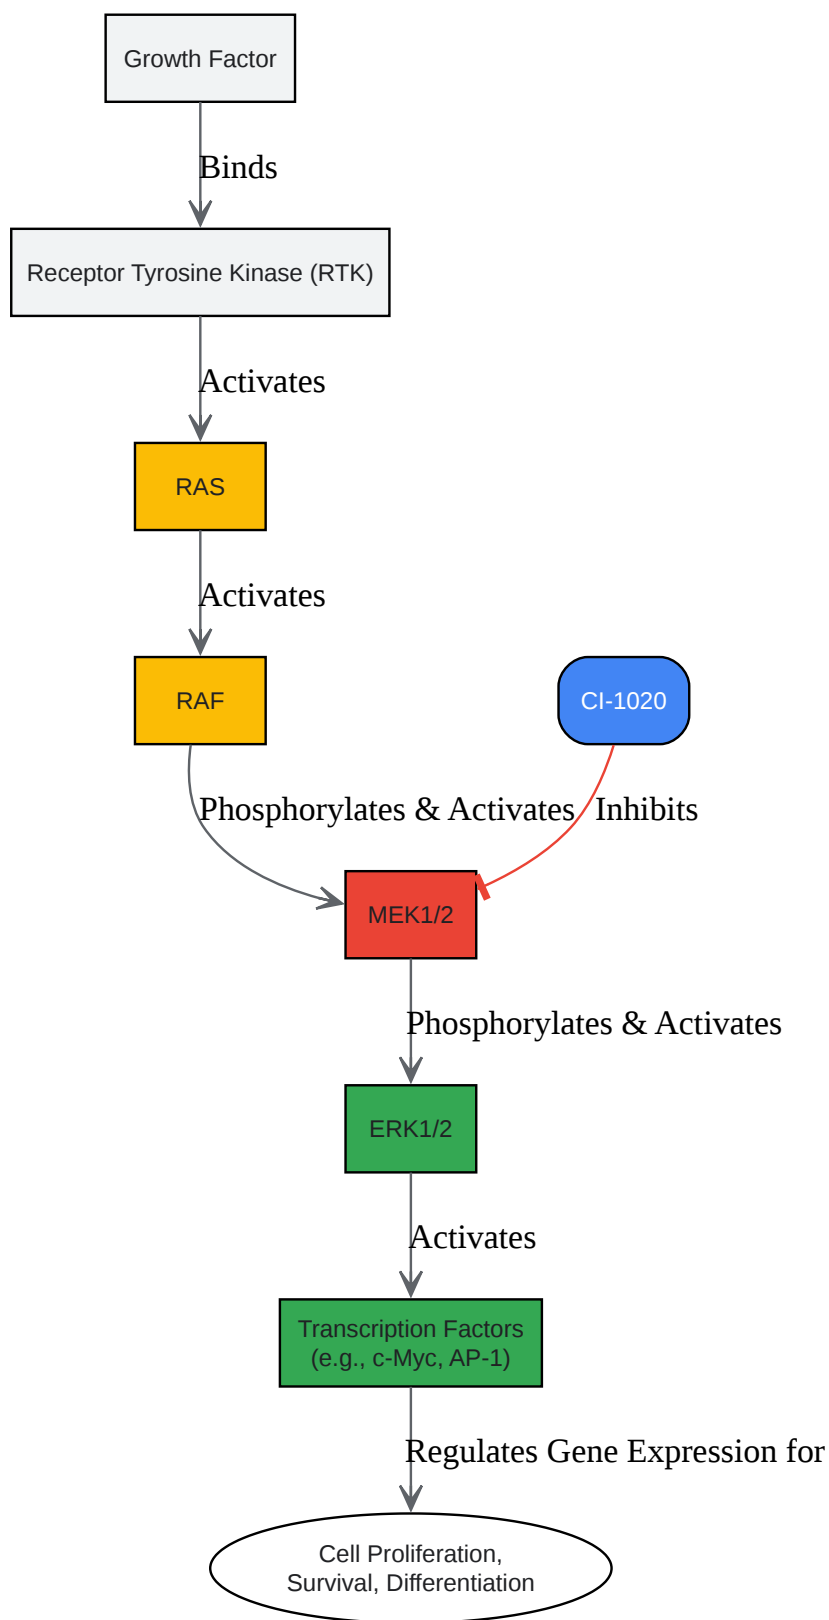 Growth Factor
Binds
Receptor Tyrosine Kinase (RTK)
Activates
RAS
Activates
RAF
CI-1020
Phosphorylates & Activates
Inhibits
MEK1/2
Phosphorylates & Activates
ERK1/2
Activates
Transcription Factors
(e.g., c-Myc, AP-1)
Regulates Gene Expression for
Cell Proliferation,
Survival, Differentiation